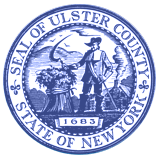 SEAL OF ULSTER COUNTY
STATE OF NEW YORK
1683